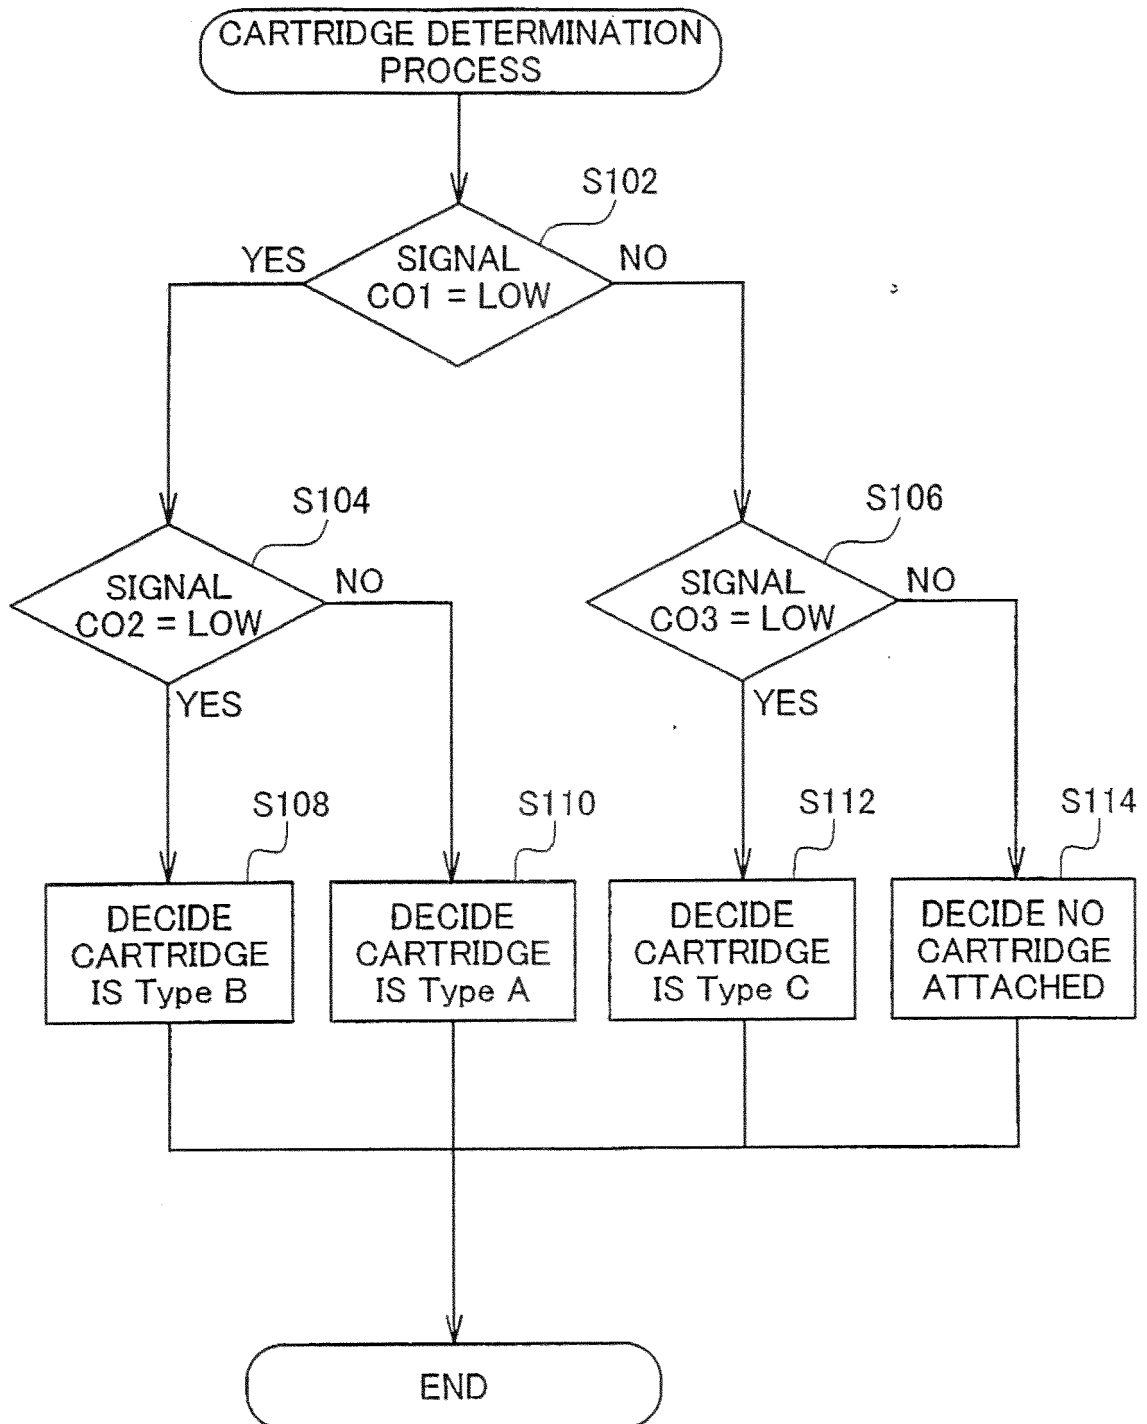 CARTRIDGE DETERMINATION
PROCESS
S102
YES
SIGNAL
CO1 = LOW
NO
S104
SIGNAL
CO2 = LOW
NO
YES
S106
SIGNAL
CO3 = LOW
NO
YES
S108
DECIDE
CARTRIDGE
IS Type B
S110
DECIDE
CARTRIDGE
IS Type A
S112
DECIDE
CARTRIDGE
IS Type C
S114
DECIDE NO
CARTRIDGE
ATTACHED
END